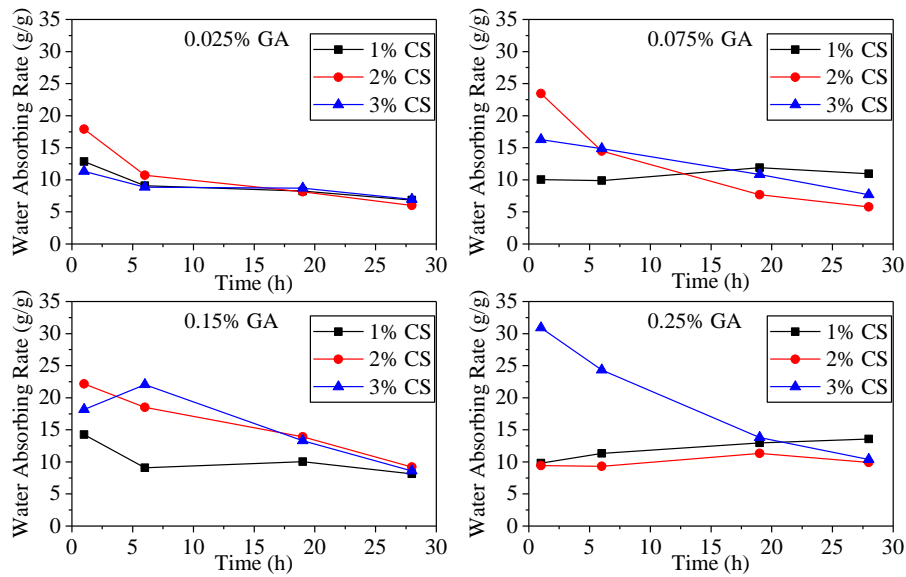 Water Absorbing Rate (g/g)
35
30
25
20
15
10
5
0
0.025% GA
1% CS
2% CS
3% CS
0 5 10 15 20 25 30
Time (h)
Water Absorbing Rate (g/g)
35
30
25
20
15
10
5
0
0.075% GA
1% CS
2% CS
3% CS
0 5 10 15 20 25 30
Time (h)
Water Absorbing Rate (g/g)
35
30
25
20
15
10
5
0
0.15% GA
1% CS
2% CS
3% CS
0 5 10 15 20 25 30
Time (h)
Water Absorbing Rate (g/g)
35
30
25
20
15
10
5
0
0.25% GA
1% CS
2% CS
3% CS
0 5 10 15 20 25 30
Time (h)